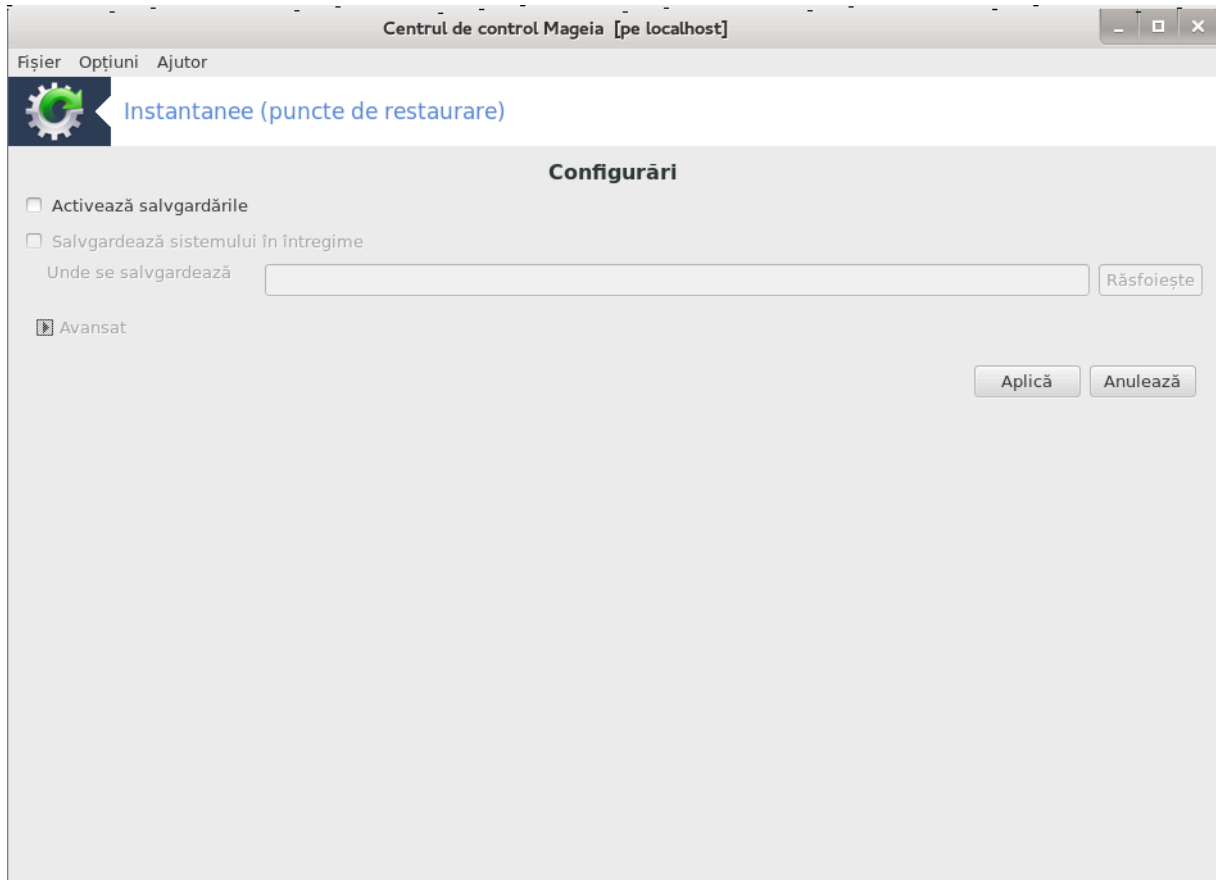 Centrul de control Mageia [pe localhost]
Fișier Opțiuni Ajutor
Instantanee (puncte de restaurare)
Configurări
Activează salvgardările
Salvgardează sistemului în întregime
Unde se salvgardează Răsfoiește
Avansat
Aplică Anulează